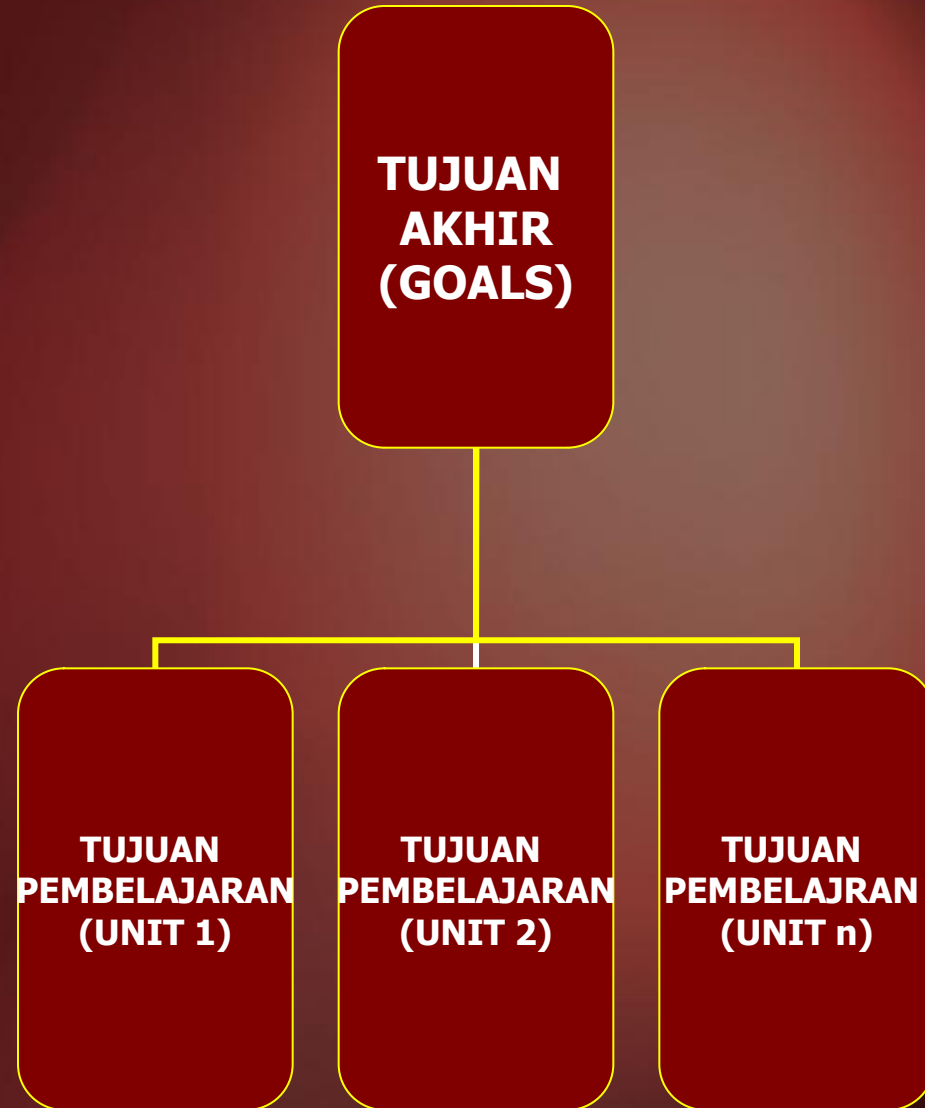 TUJUAN
AKHIR
(GOALS)
TUJUAN
PEMBELAJARAN
(UNIT 1)
TUJUAN
PEMBELAJARAN
(UNIT 2)
TUJUAN
PEMBELAJRAN
(UNIT n)